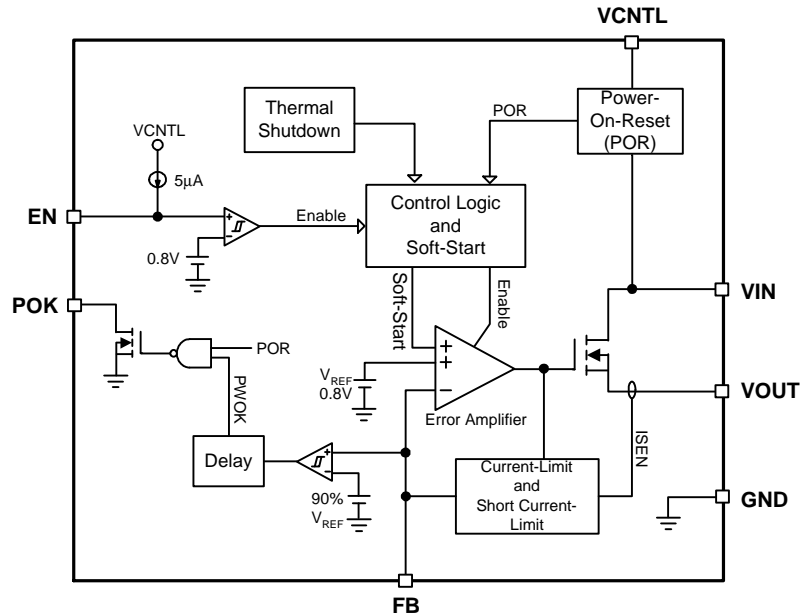 VCNTL
Thermal
Shutdown
POR
Power-
On-Reset
(POR)
VCNTL
5µA
EN
Enable
Control Logic
and
Soft-Start
0.8V
POK
Soft-Start
Enable
VIN
POR
VREF
0.8V
PWOK
Error Amplifier
VOUT
ISEN
Delay
90%
VREF
Current-Limit
and
Short Current-
Limit
GND
FB